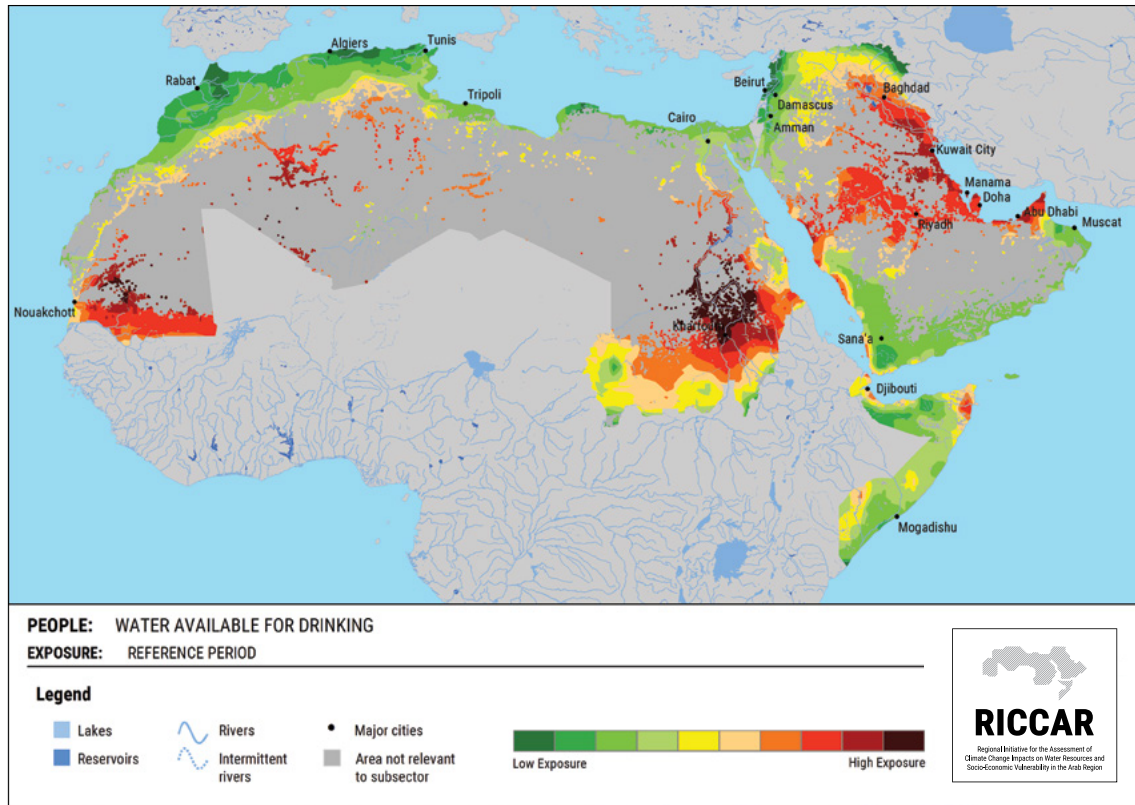 Algiers
Tunis
Rabat
Tripoli
Cairo
Beirut
Damascus
Amman
Baghdad
Kuwait City
Manama
Doha
Abu Dhabi
Riyadh
Muscat
Nouakchott
Khartoum
Sana'a
Djibouti
Mogadishu
PEOPLE: WATER AVAILABLE FOR DRINKING
EXPOSURE: REFERENCE PERIOD
Legend
Lakes
Reservoirs
Rivers
Intermittent
rivers
Major cities
Area not relevant
to subsector
Low Exposure
High Exposure
RICCAR
Regional Initiative for the Assessment of
Climate Change Impacts on Water Resources and
Socio-Economic Vulnerability in the Arab Region